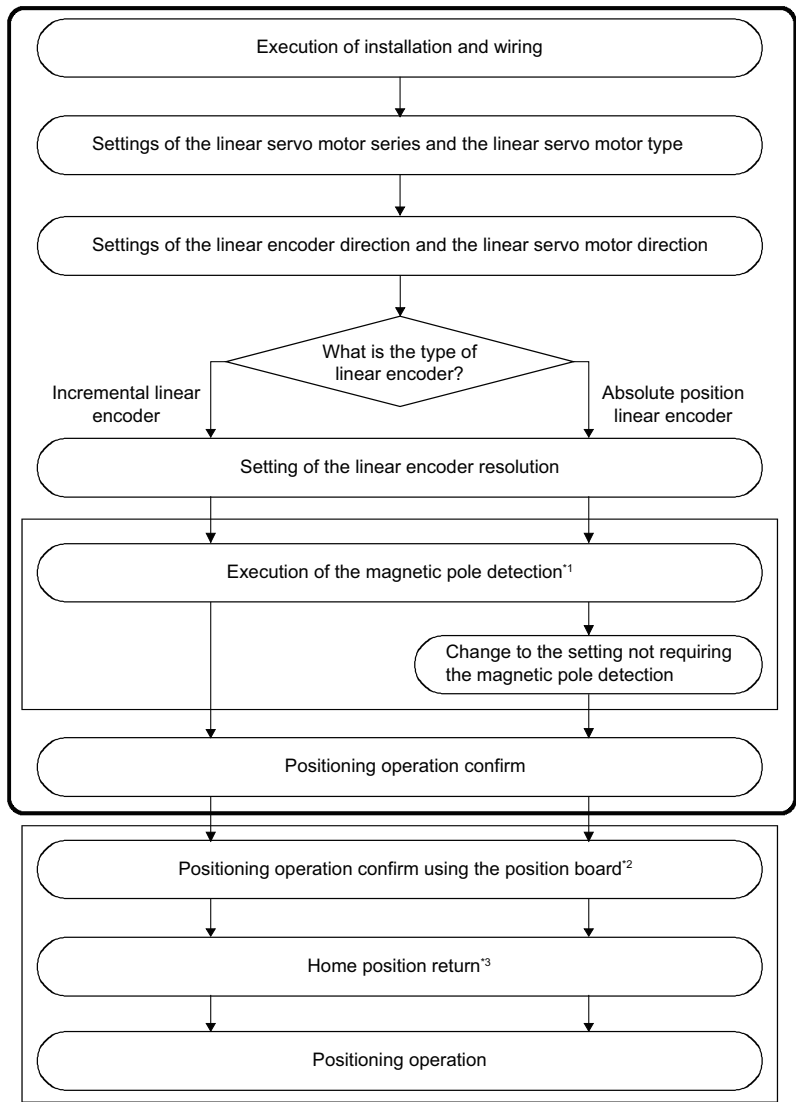 Execution of installation and wiring
Settings of the linear servo motor series and the linear servo motor type
Settings of the linear encoder direction and the linear servo motor direction
What is the type of
linear encoder?
Incremental linear
encoder
Absolute position
linear encoder
Setting of the linear encoder resolution
Execution of the magnetic pole detection*1
Change to the setting not requiring
the magnetic pole detection
Positioning operation confirm
Positioning operation confirm using the position board*2
Home position return*3
Positioning operation